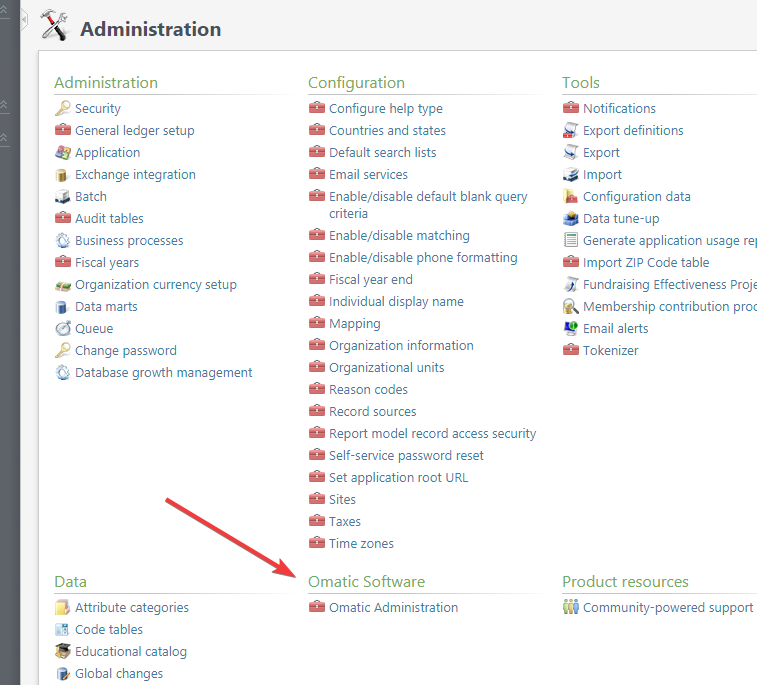 Administration
Administration
Security
General ledger setup
Application
Exchange integration
Batch
Audit tables
Business processes
Fiscal years
Organization currency setup
Data marts
Queue
Change password
Database growth management
Configuration
Configure help type
Countries and states
Default search lists
Email services
Enable/disable default blank query
criteria
Enable/disable matching
Enable/disable phone formatting
Fiscal year end
Individual display name
Mapping
Organization information
Organizational units
Reason codes
Record sources
Report model record access security
Self-service password reset
Set application root URL
Sites
Taxes
Time zones
Tools
Notifications
Export definitions
Export
Import
Configuration data
Data tune-up
Generate application usage rep
Import ZIP Code table
Fundraising Effectiveness Proje
Membership contribution proc
Email alerts
Tokenizer
Data
Attribute categories
Code tables
Educational catalog
Global changes
Omatic Software
Omatic Administration
Product resources
Community-powered support